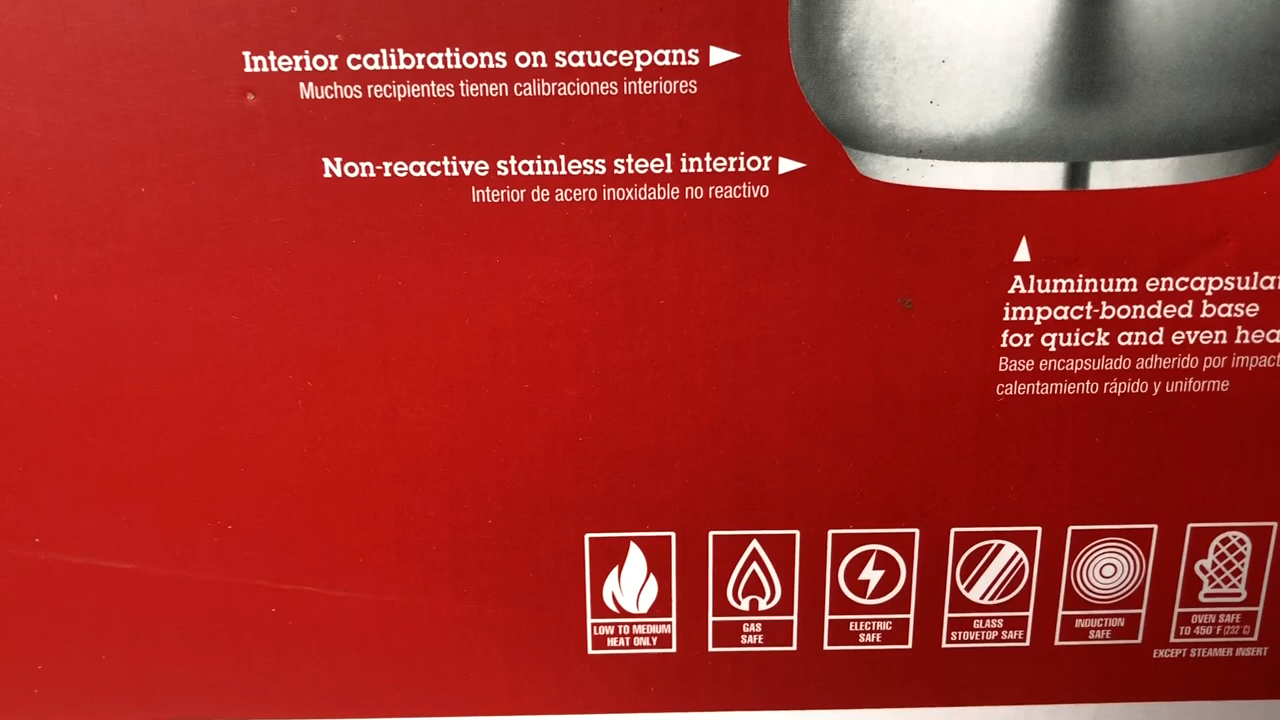 Interior calibrations on saucepans
Muchos recipientes tienen calibraciones interiores
Non-reactive stainless steel interior
Interior de acero inoxidable no reactivo
Aluminum
impact-bonded base
for quick and even
Base encapsulado adherido por
calentamiento rápido y uniforme
LOW TO MEDIUM
HEAT ONLY
GAS
SAFE
ELECTRIC
SAFE
GLASS
STOVETOP SAFE
INDUCTION
SAFE
OVEN SAFE
TO 450°F (232°C)
EXCEPT STEAMER INSERT